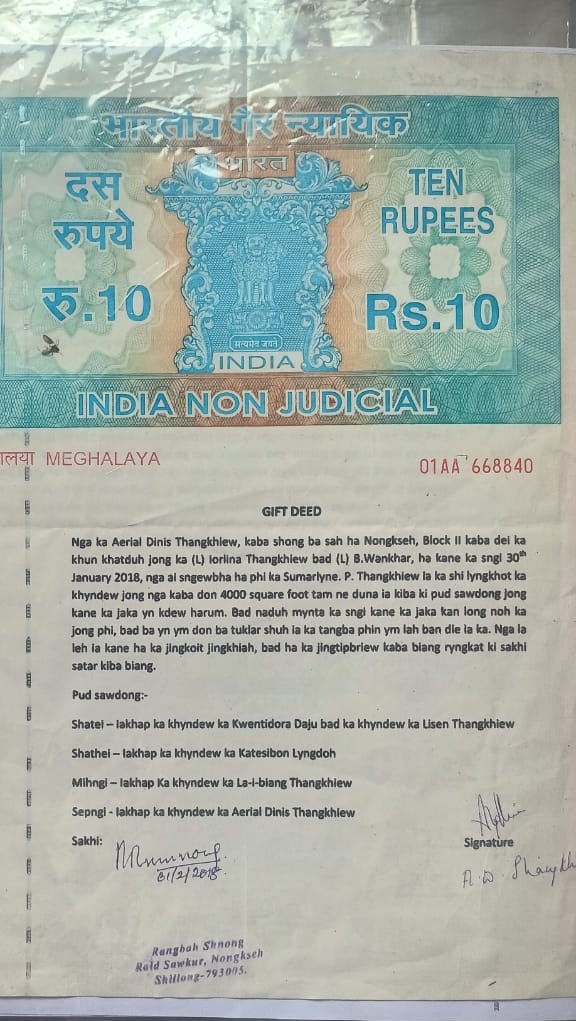 भारतीय गैर न्यायिक
भारत
दस
रुपये
रु.10
TEN
RUPEES
Rs.10
सत्यमेव जयते
INDIA
INDIA NON JUDICIAL
MEGHALAYA
01AA 668840
GIFT DEED
Nga ka Aerial Dinis Thangkhiew, kaba shong ba sah ha Nongkseh, Block II kaba dei ka
khun khatduh jong ka (L) Iorlina Thangkhiew bad (L) B.Wankhar, ha kane ka sngi 30th
January 2018, nga ai sngewbha ha phi ka Sumarlyne. P. Thangkhiew ia ka shi lyngkhot ka
khyndew jong nga kaba don 4000 square foot tam ne duna ia kiba ki pud sawdong jong
kane ka jaka yn kdew harum. Bad naduh mynta ka sngi kane ka jaka kan long noh ka
jong phi, bad ba yn ym don ba tuklar shuh ia ka tangba phin ym lah ban die ia ka. Nga la
leh ia kane ha ka jingkoit jingkhiah, bad ha ka jingtipbriew kaba biang ryngkat ki sakhi
satar kiba biang.
Pud sawdong:-
Shatei – Iakhap ka khyndew ka Kwentidora Daju bad ka khyndew ka Lisen Thangkhiew
Shathei – Iakhap ka khyndew ka Katesibon Lyngdoh
Mihngi – Iakhap Ka khyndew ka La-i-biang Thangkhiew
Sepngi - Iakhap ka khyndew ka Aerial Dinis Thangkhiew
Sakhi:
Signature
Rangbah Shnong
Raid Sawkur, Nongkseh
Shillong-793005.